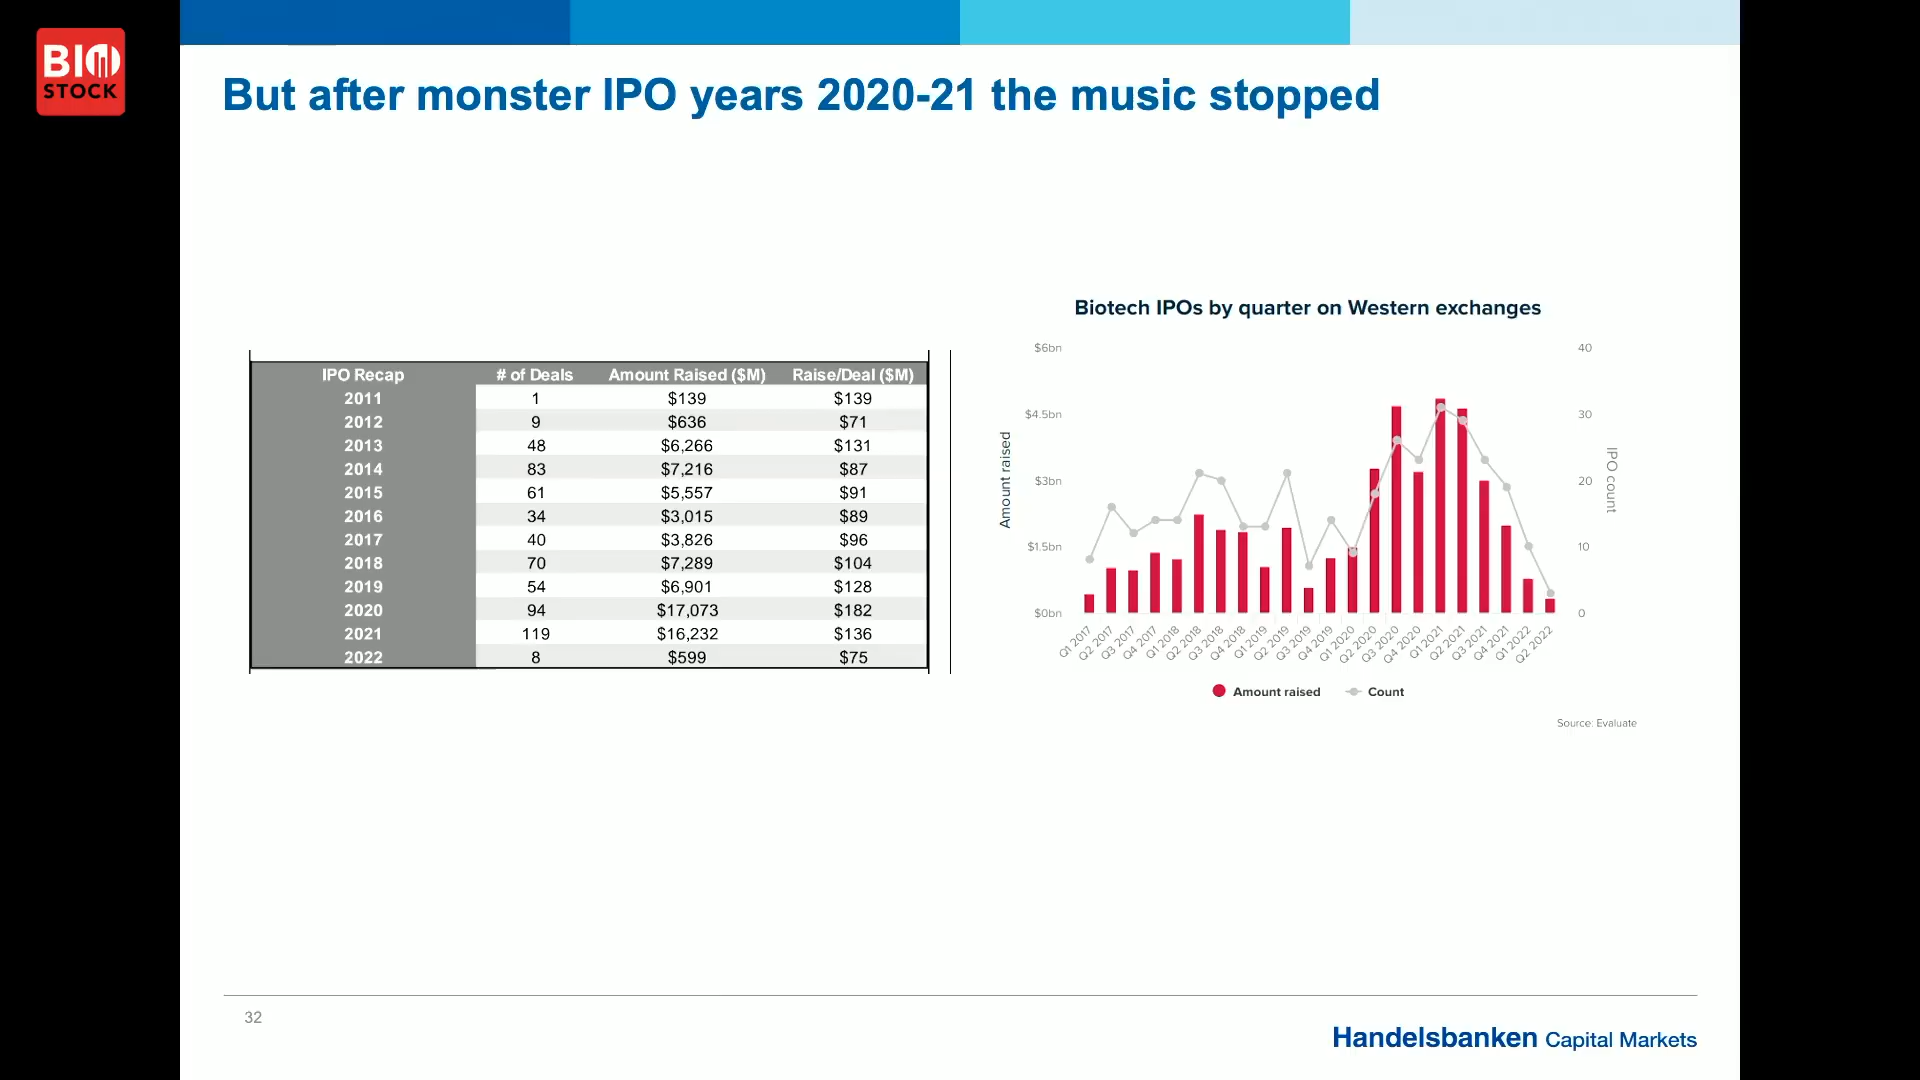 BIO
STOCK
But after monster IPO years 2020-21 the music stopped
IPO Recap # of Deals Amount Raised ($M) Raise/Deal ($M)
2011 1 $139 $139
2012 9 $636 $71
2013 48 $6,266 $131
2014 83 $7,216 $87
2015 61 $5,557 $91
2016 34 $3,015 $89
2017 40 $3,826 $96
2018 70 $7,289 $104
2019 54 $6,901 $128
2020 94 $17,073 $182
2021 119 $16,232 $136
2022 8 $599 $75
Biotech IPOs by quarter on Western exchanges
$6bn 40
$4.5bn 30
$3bn 20
$1.5bn 10
$0bn 0
Amount raised
IPO count
Q1 2017 Q2 2017 Q3 2017 Q4 2017 Q1 2018 Q2 2018 Q3 2018 Q4 2018 Q1 2019 Q2 2019 Q3 2019 Q4 2019 Q1 2020 Q2 2020 Q3 2020 Q4 2020 Q1 2021 Q2 2021 Q3 2021 Q4 2021 Q1 2022 Q2 2022
Amount raised Count
Source: Evaluate
32
Handelsbanken Capital Markets